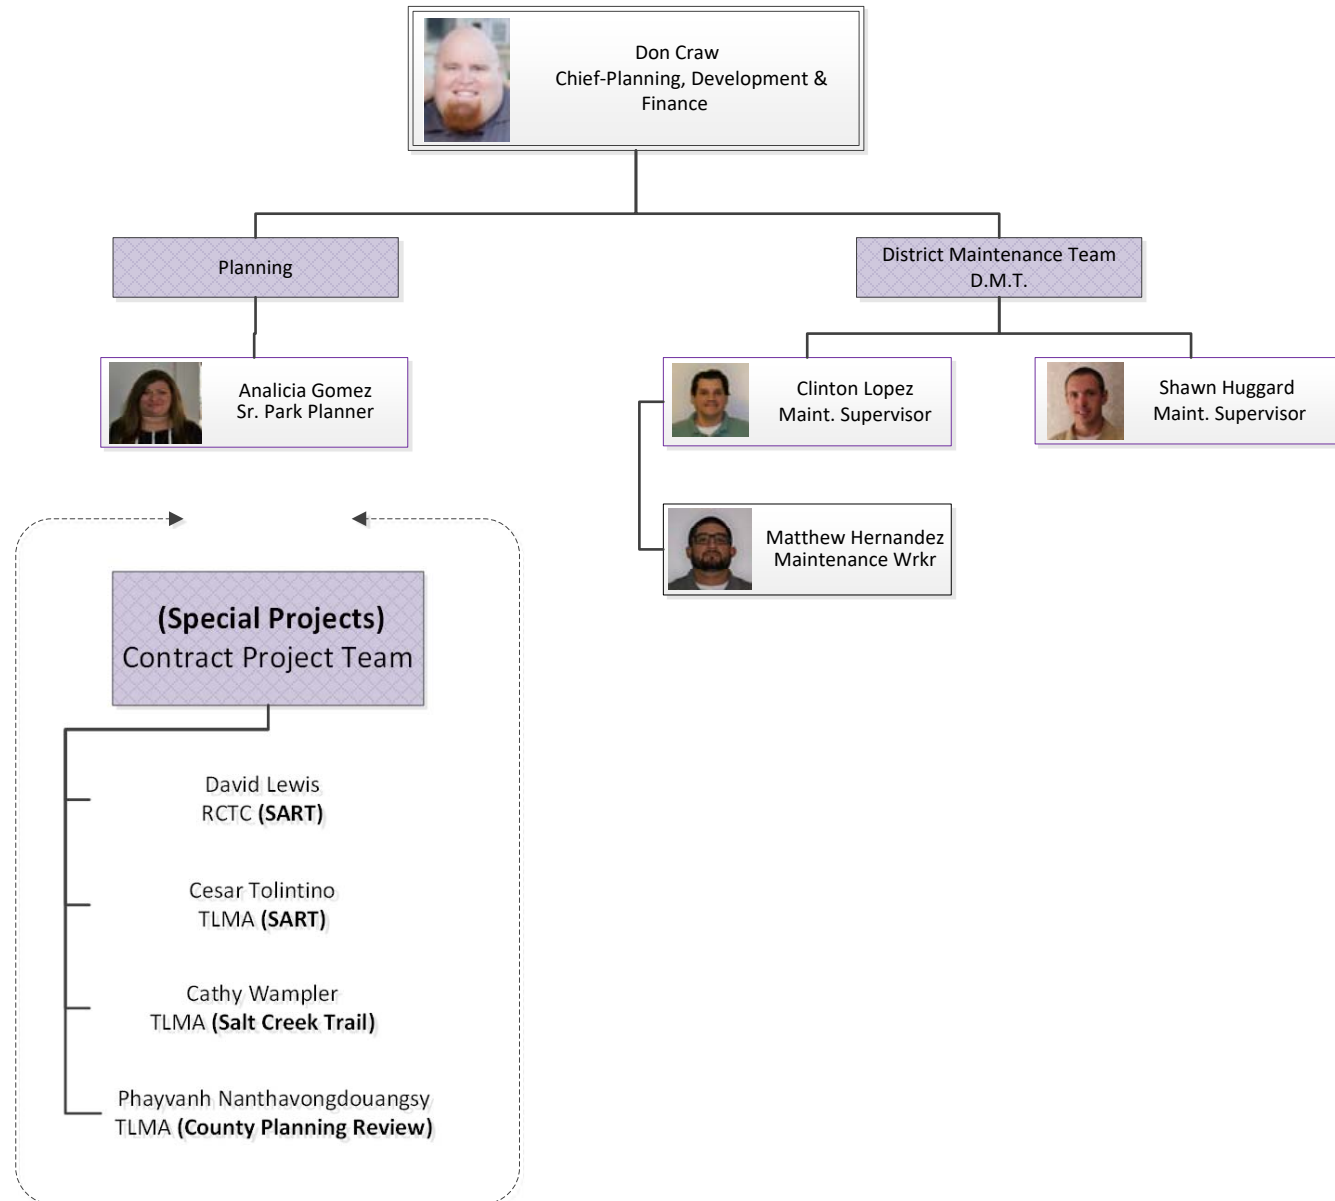 Don Craw
Chief-Planning, Development &
Finance
Planning
District Maintenance Team
D.M.T.
Analicia Gomez
Sr. Park Planner
Clinton Lopez
Maint. Supervisor
Shawn Huggard
Maint. Supervisor
Matthew Hernandez
Maintenance Wrkr
(Special Projects)
Contract Project Team
David Lewis
RCTC (SART)
Cesar Tolintino
TLMA (SART)
Cathy Wampler
TLMA (Salt Creek Trail)
Phayvanh Nanthavongdouangsy
TLMA (County Planning Review)